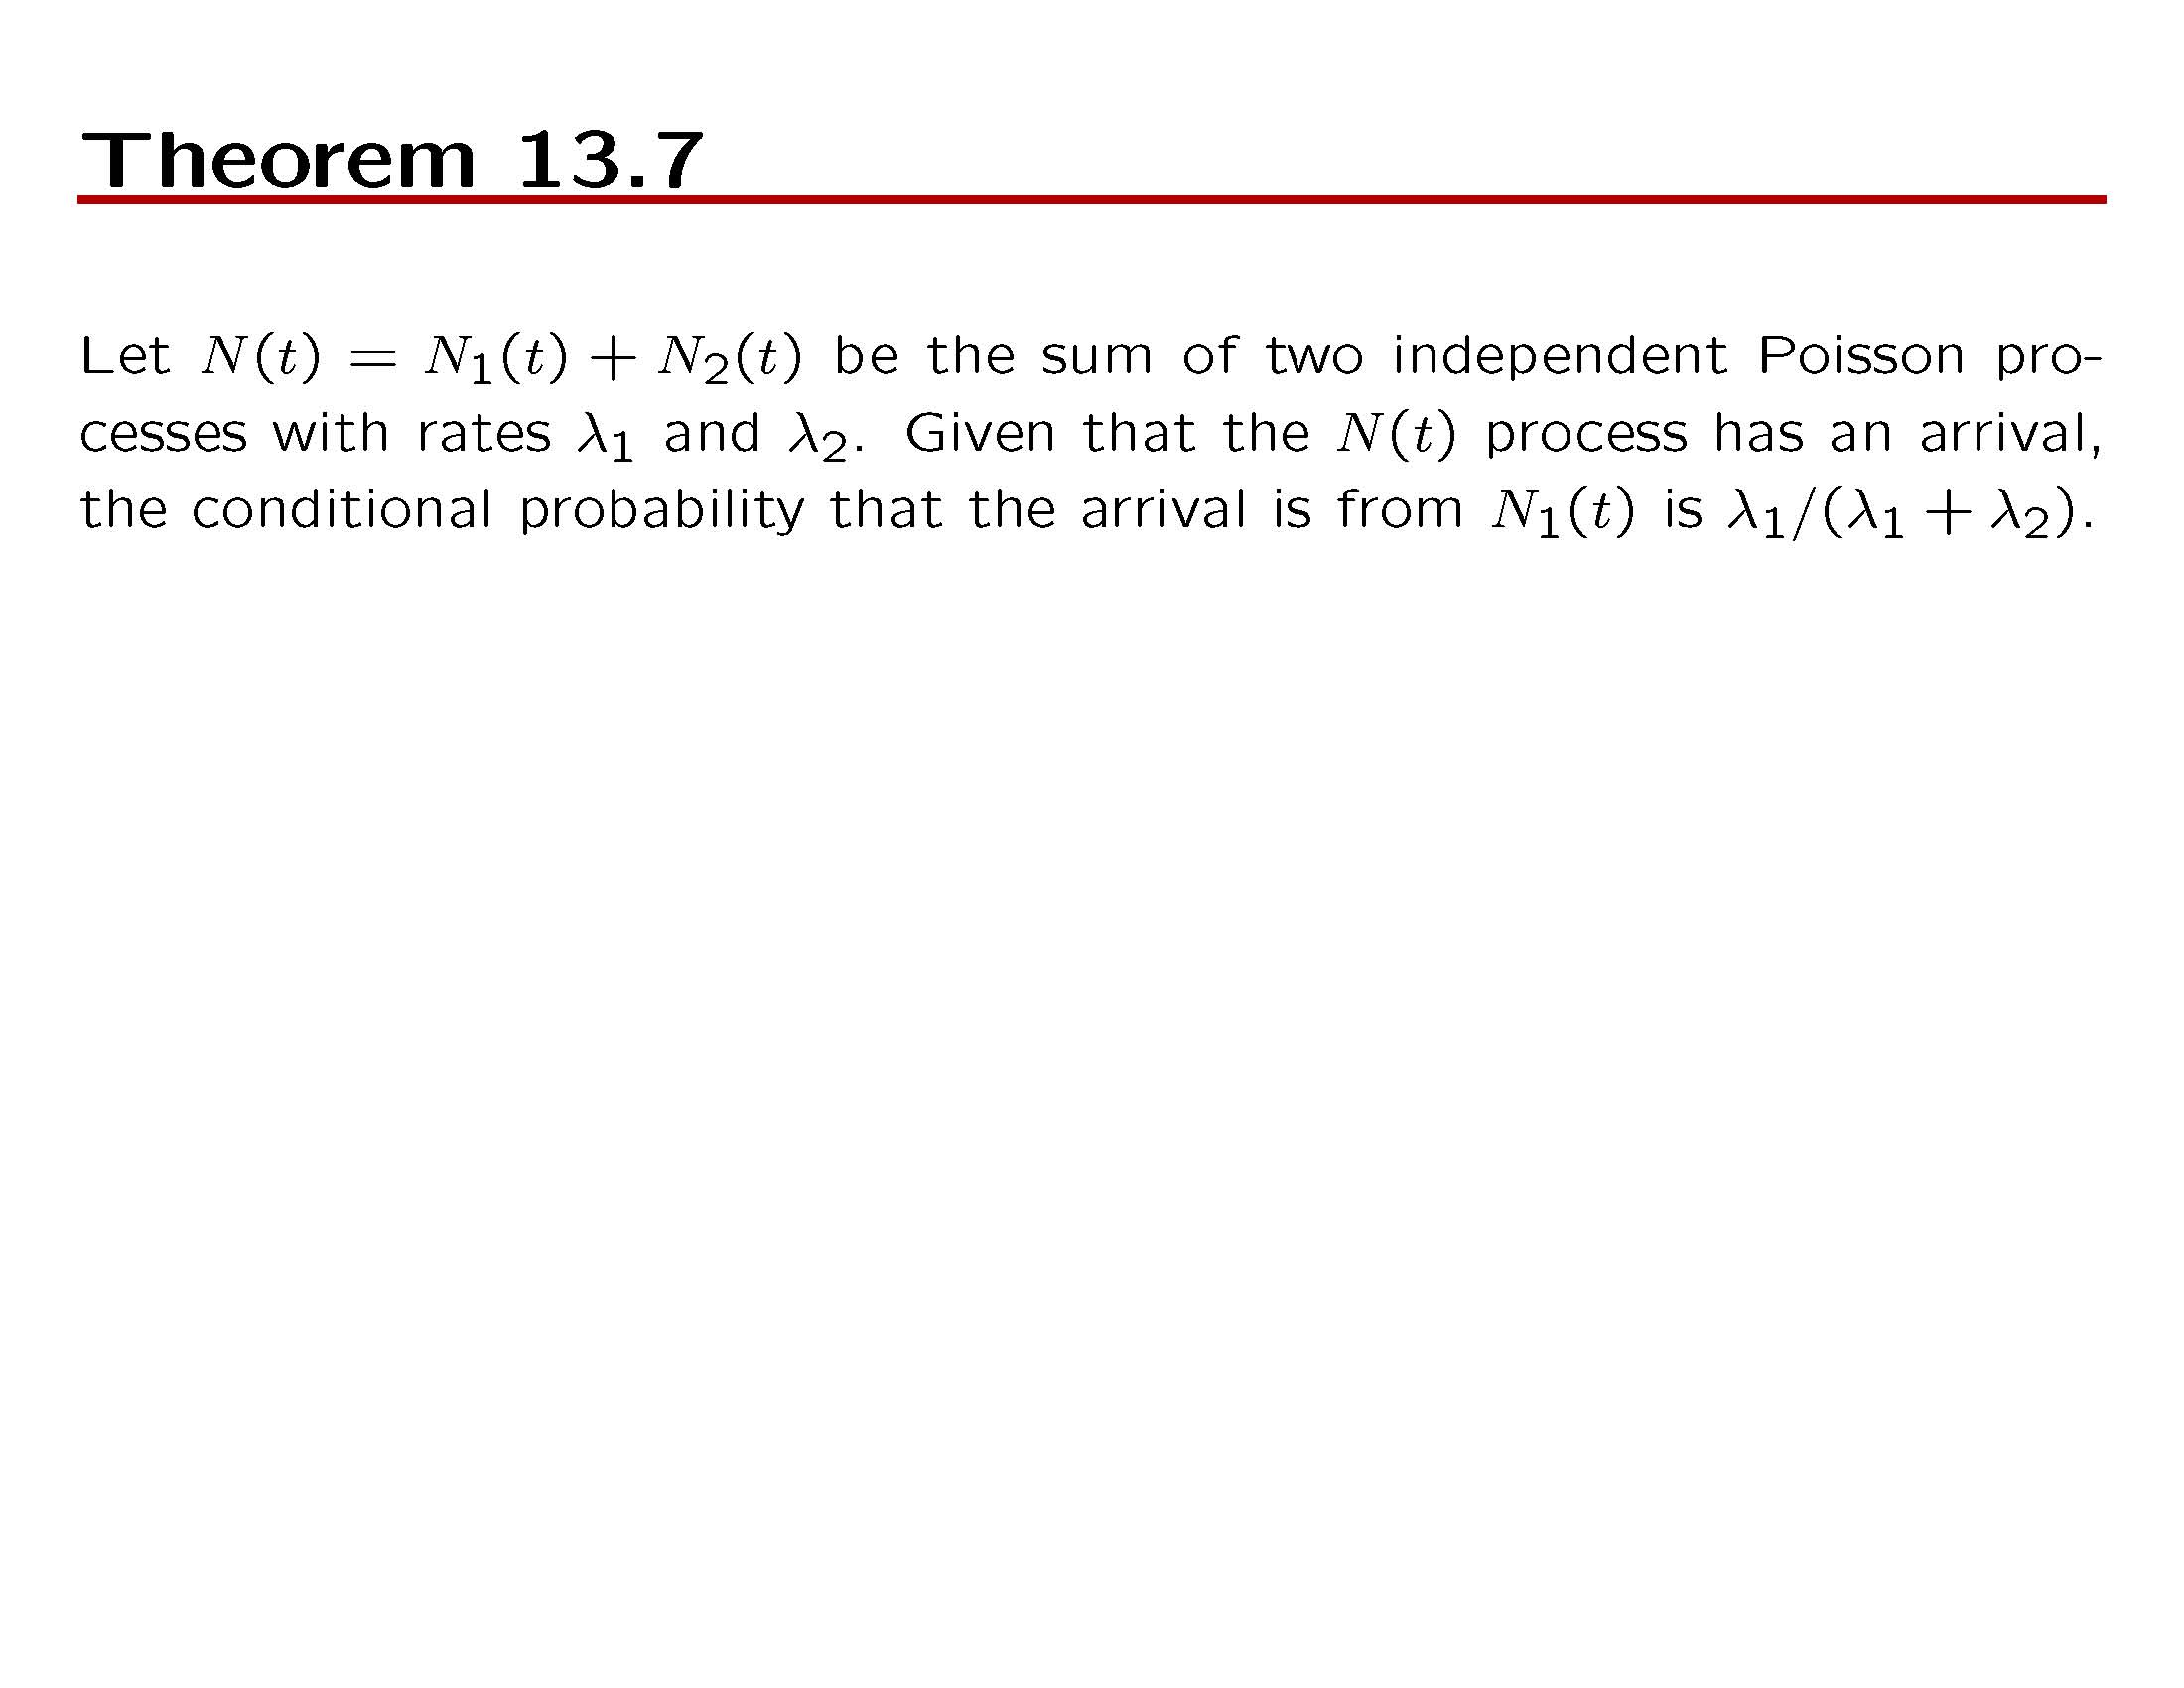 Theorem 13.7
Let N(t) = N₁(t) + N₂(t) be the sum of two independent Poisson pro-
cesses with rates λ₁ and λ₂. Given that the N(t) process has an arrival,
the conditional probability that the arrival is from N₁(t) is λ₁/(λ₁ + λ₂).